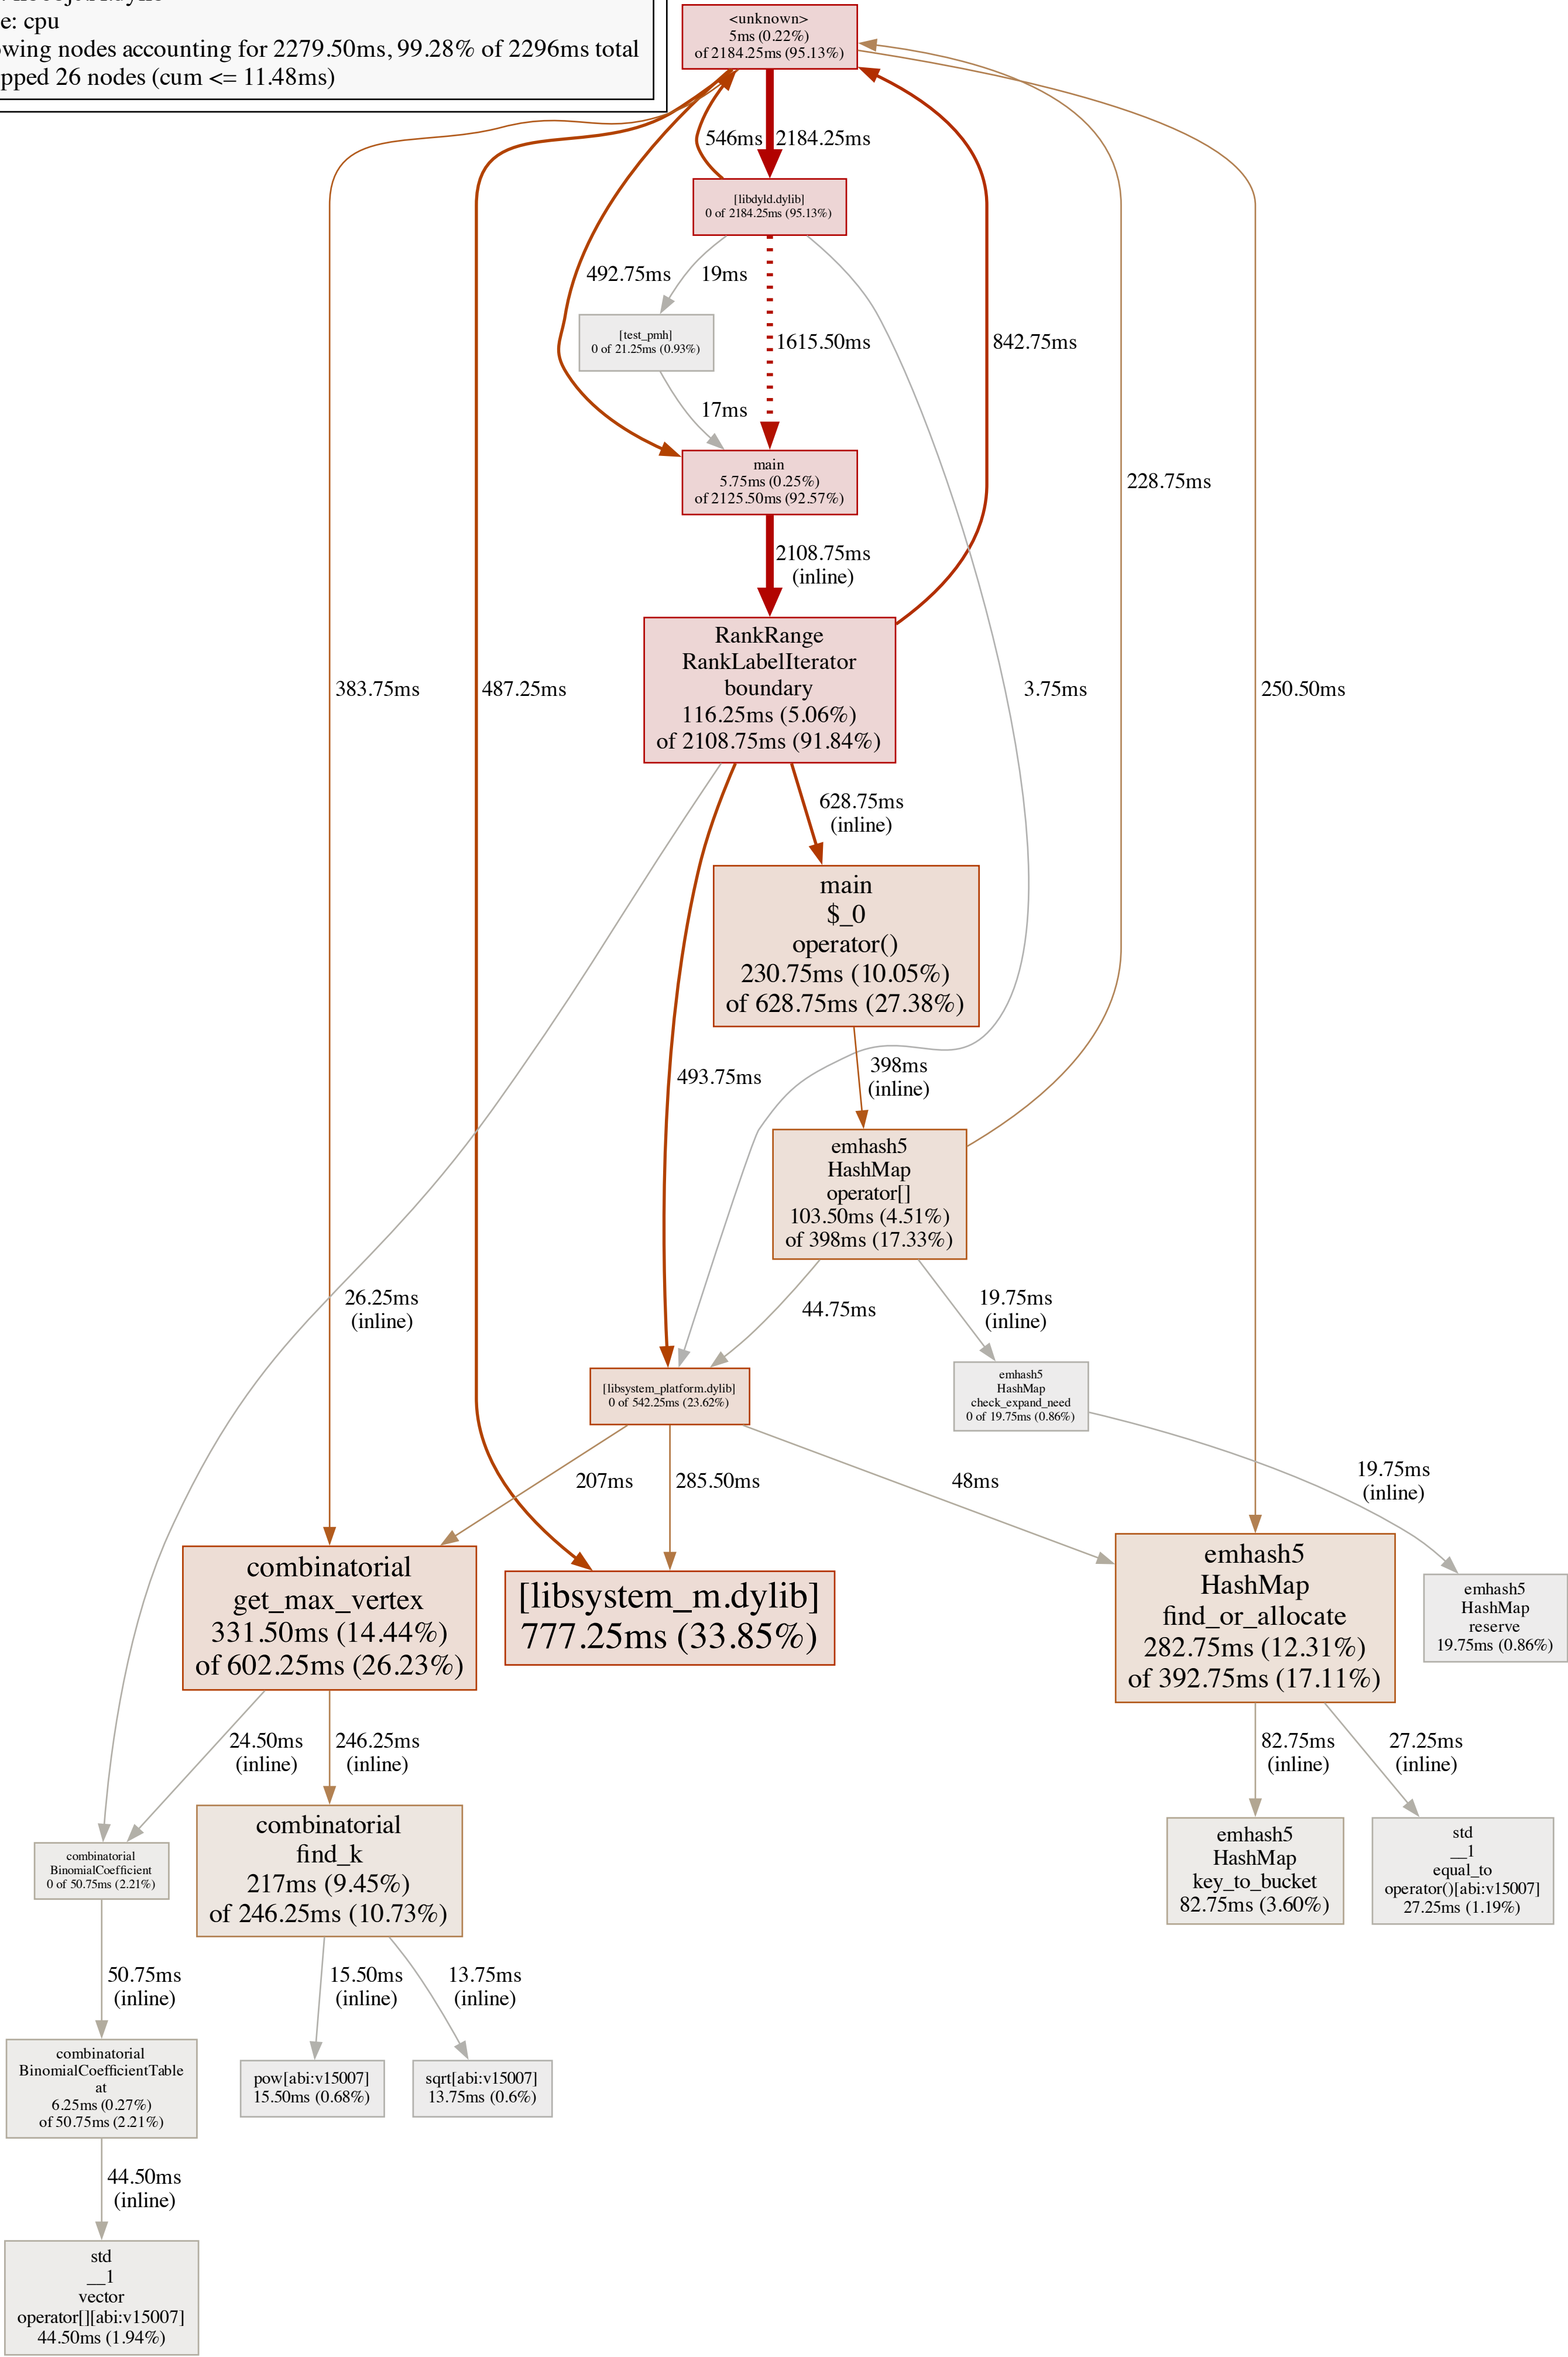 e: cpu
owing nodes accounting for 2279.50ms, 99.28% of 2296ms total
pped 26 nodes (cum <= 11.48ms)
<unknown>
5ms (0.22%)
of 2184.25ms (95.13%)
546ms
2184.25ms
[libdyld.dylib]
0 of 2184.25ms (95.13%)
492.75ms
19ms
[test_pmh]
0 of 21.25ms (0.93%)
1615.50ms
842.75ms
17ms
main
5.75ms (0.25%)
of 2125.50ms (92.57%)
228.75ms
2108.75ms
(inline)
RankRange
RankLabelIterator
boundary
116.25ms (5.06%)
of 2108.75ms (91.84%)
383.75ms
487.25ms
3.75ms
250.50ms
628.75ms
(inline)
main
$_0
operator()
230.75ms (10.05%)
of 628.75ms (27.38%)
493.75ms
398ms
(inline)
emhash5
HashMap
operator[]
103.50ms (4.51%)
of 398ms (17.33%)
26.25ms
(inline)
44.75ms
19.75ms
(inline)
[libsystem_platform.dylib]
0 of 542.25ms (23.62%)
emhash5
HashMap
check_expand_need
0 of 19.75ms (0.86%)
207ms
285.50ms
48ms
19.75ms
(inline)
combinatorial
get_max_vertex
331.50ms (14.44%)
of 602.25ms (26.23%)
[libsystem_m.dylib]
777.25ms (33.85%)
emhash5
HashMap
find_or_allocate
282.75ms (12.31%)
of 392.75ms (17.11%)
emhash5
HashMap
reserve
19.75ms (0.86%)
24.50ms
(inline)
246.25ms
(inline)
82.75ms
(inline)
27.25ms
(inline)
combinatorial
BinomialCoefficient
0 of 50.75ms (2.21%)
combinatorial
find_k
217ms (9.45%)
of 246.25ms (10.73%)
emhash5
HashMap
key_to_bucket
82.75ms (3.60%)
std
__1
equal_to
operator()[abi:v15007]
27.25ms (1.19%)
50.75ms
(inline)
15.50ms
(inline)
13.75ms
(inline)
combinatorial
BinomialCoefficientTable
at
6.25ms (0.27%)
of 50.75ms (2.21%)
pow[abi:v15007]
15.50ms (0.68%)
sqrt[abi:v15007]
13.75ms (0.6%)
44.50ms
(inline)
std
__1
vector
operator[][abi:v15007]
44.50ms (1.94%)